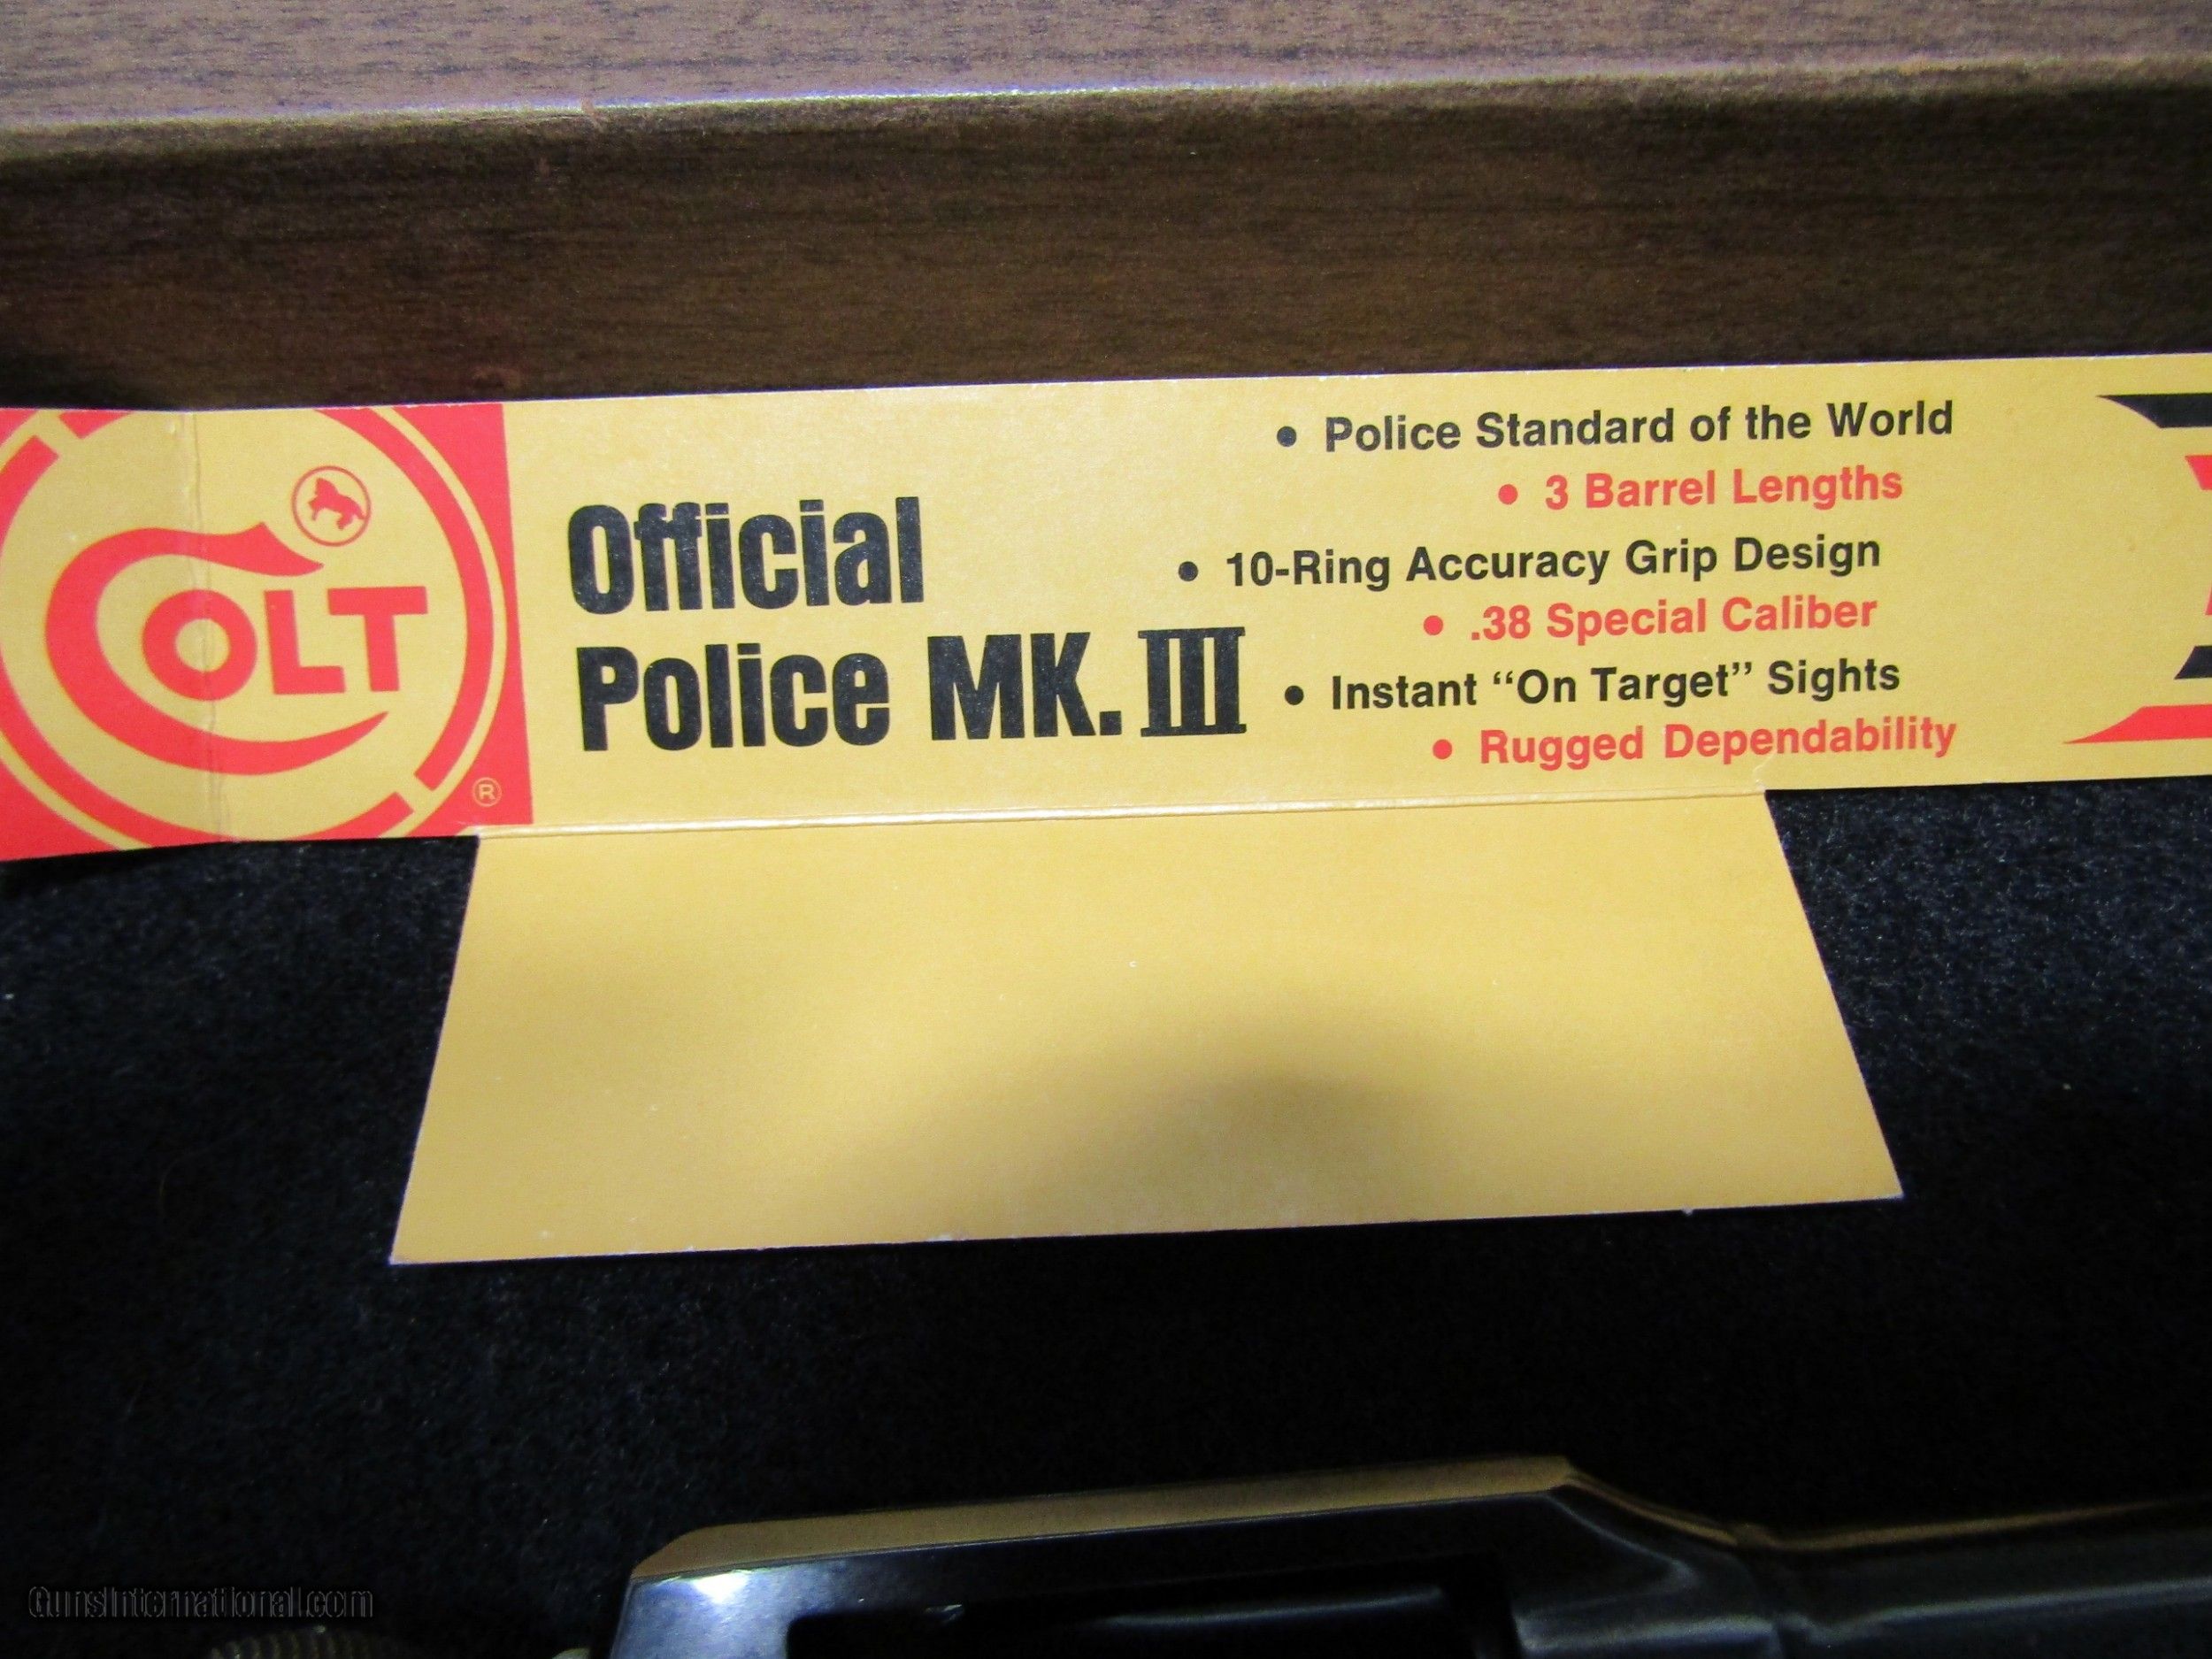 COLT
®
Official
Police MK. III
• Police Standard of the World
• 3 Barrel Lengths
• 10-Ring Accuracy Grip Design
• .38 Special Caliber
• Instant “On Target” Sights
• Rugged Dependability
GunsInternational.com